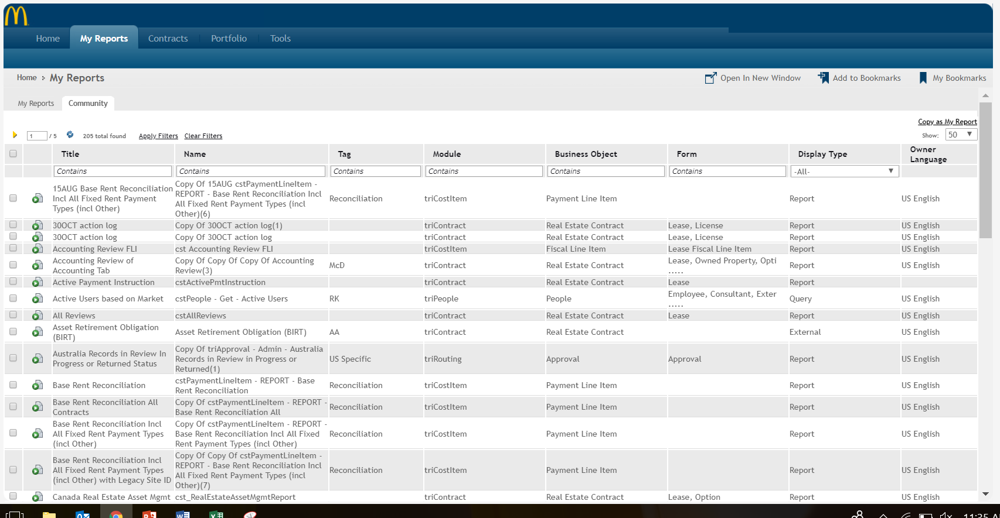 Home My Reports Contracts Portfolio Tools
Home > My Reports Open In New Window Add to Bookmarks My Bookmarks
My Reports Community
Copy as My Report
1 / 5 205 total found Apply Filters Clear Filters Show: 50
Title Name Tag Module Business Object Form Display Type Owner Language
Contains Contains Contains Contains Contains Contains -All-
15AUG Base Rent Reconciliation
Incl All Fixed Rent Payment
Types (incl Other)
Copy Of 15AUG cstPaymentLineItem -
REPORT - Base Rent Reconciliation Incl
All Fixed Rent Payment Types (incl
Other)(6)
Reconciliation triCostItem Payment Line Item Report US English
30OCT action log Copy Of 30OCT action log(1) triContract Real Estate Contract Lease, License Report US English
30OCT action log Copy Of 30OCT action log triContract Real Estate Contract Lease, License Report US English
Accounting Review FLI cst Accounting Review FLI triCostItem Fiscal Line Item Lease Fiscal Line Item Report US English
Accounting Review of
Accounting Tab
Copy Of Copy Of Copy Of Accounting
Review(3)
McD triContract Real Estate Contract
Lease, Owned Property, Opti
.....
Report US English
Active Payment Instruction cstActivePmtInstruction triContract Real Estate Contract Lease Report
Active Users based on Market cstPeople - Get - Active Users RK triPeople People
Employee, Consultant, Exter
.....
Query US English
All Reviews cstAllReviews triContract Real Estate Contract Lease Report US English
Asset Retirement Obligation
(BIRT)
Asset Retirement Obligation (BIRT) AA triContract Real Estate Contract External US English
Australia Records in Review In
Progress or Returned Status
Copy Of triApproval - Admin - Australia
Records in Review in Progress or
Returned(1)
US Specific triRouting Approval Approval Report US English
Base Rent Reconciliation
cstPaymentLineItem - REPORT - Base
Rent Reconciliation
Reconciliation triCostItem Payment Line Item Report US English
Base Rent Reconciliation All
Contracts
Copy Of cstPaymentLineItem - REPORT -
Base Rent Reconciliation All
Reconciliation triCostItem Payment Line Item Report US English
Base Rent Reconciliation Incl
All Fixed Rent Payment Types
(incl Other)
Copy Of cstPaymentLineItem - REPORT -
Base Rent Reconciliation Incl All Fixed
Rent Payment Types (incl Other)
Reconciliation triCostItem Payment Line Item Report US English
Base Rent Reconciliation Incl
All Fixed Rent Payment Types
(incl Other) with Legacy Site ID
Copy Of Copy Of cstPaymentLineItem -
REPORT - Base Rent Reconciliation Incl
All Fixed Rent Payment Types (incl
Other)(7)
Reconciliation triCostItem Payment Line Item Report US English
Canada Real Estate Asset Mgmt cst_RealEstateAssetMgmtReport triContract Real Estate Contract Lease, Option Report US English
11:35 A